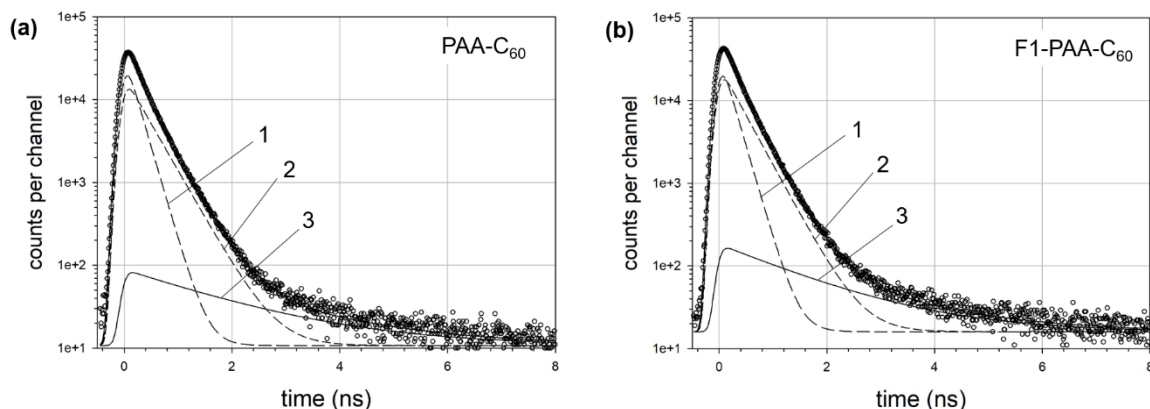 (a)
PAA-C60
1e+5
1e+4
1e+3
1e+2
1e+1
counts per channel
1
2
3
0
2
4
6
8
time (ns)
(b)
F1-PAA-C60
1e+5
1e+4
1e+3
1e+2
1e+1
counts per channel
1
2
3
0
2
4
6
8
time (ns)